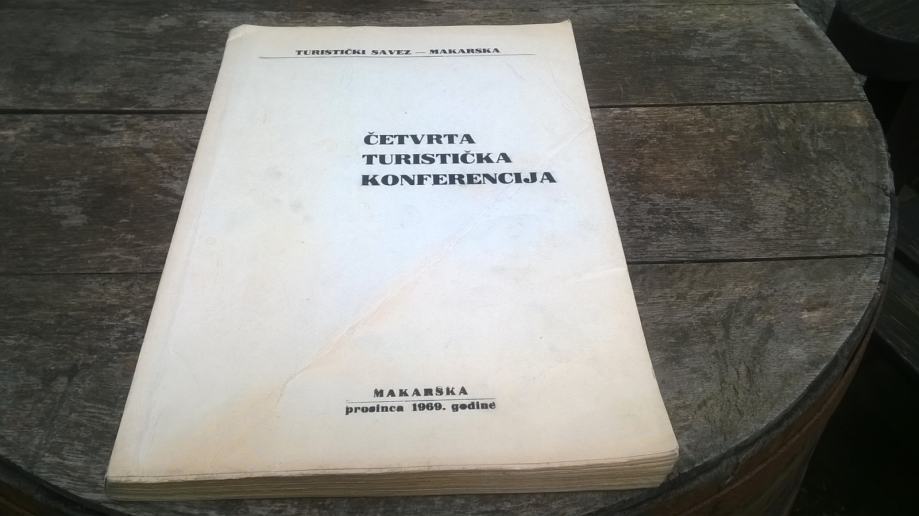 TURISTIČKI SAVEZ — MAKARSKA
ČETVRTA
TURISTIČKA
KONFERENCIJA
MAKARSKA
prosinca 1969. godine